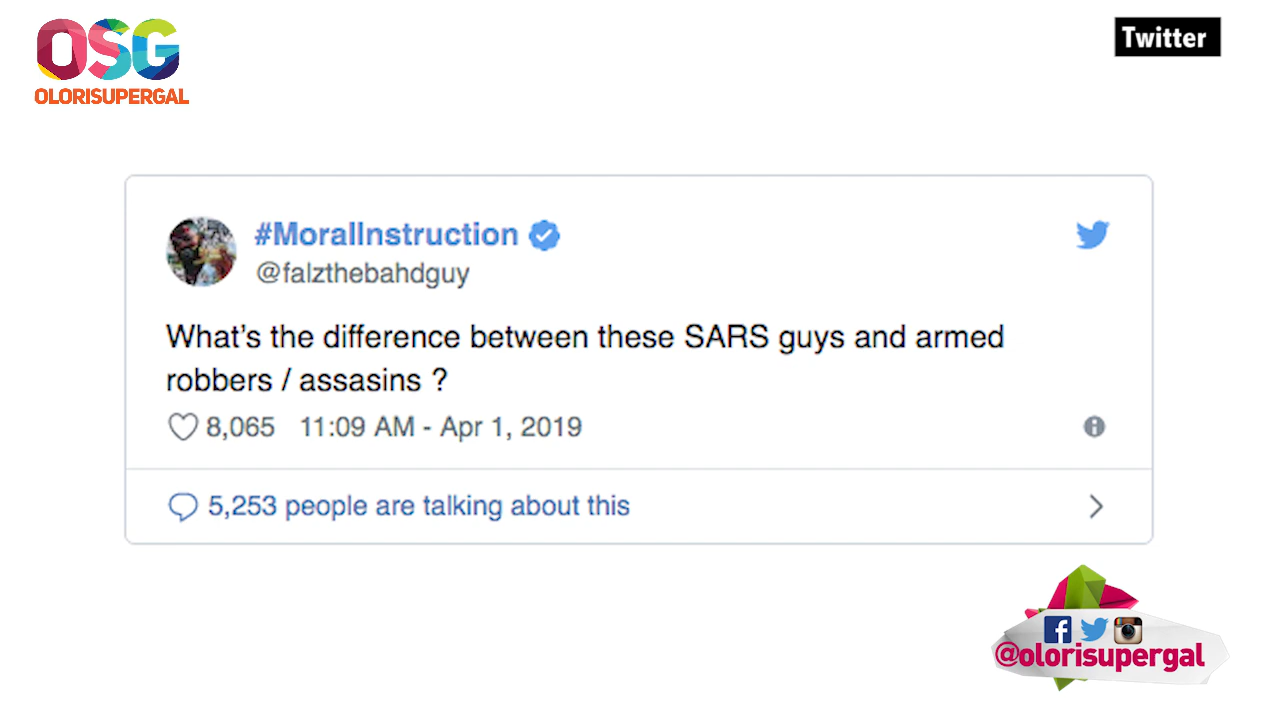 OSG
OLORISUPERGAL
Twitter
#MoralInstruction
@falzthebahdguy
What's the difference between these SARS guys and armed
robbers / assasins ?
8,065 11:09 AM - Apr 1, 2019
5,253 people are talking about this
@olorisupergal